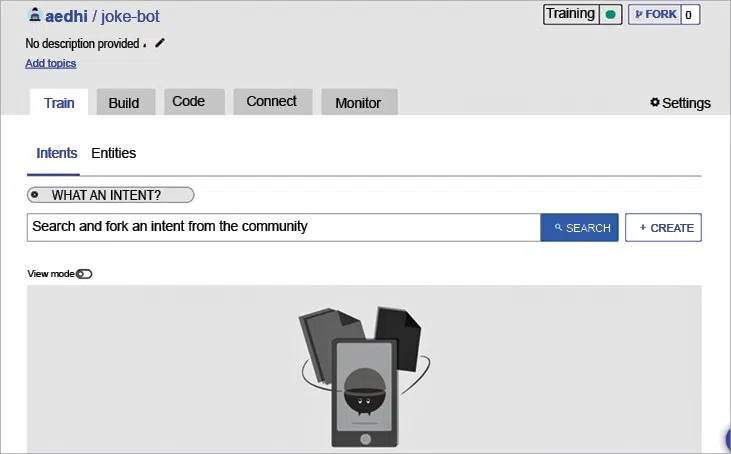 aedhi / joke-bot
Training
FORK 0
No description provided
Add topics
Train Build Code Connect Monitor
Settings
Intents Entities
WHAT AN INTENT?
Search and fork an intent from the community
SEARCH
+ CREATE
View mode